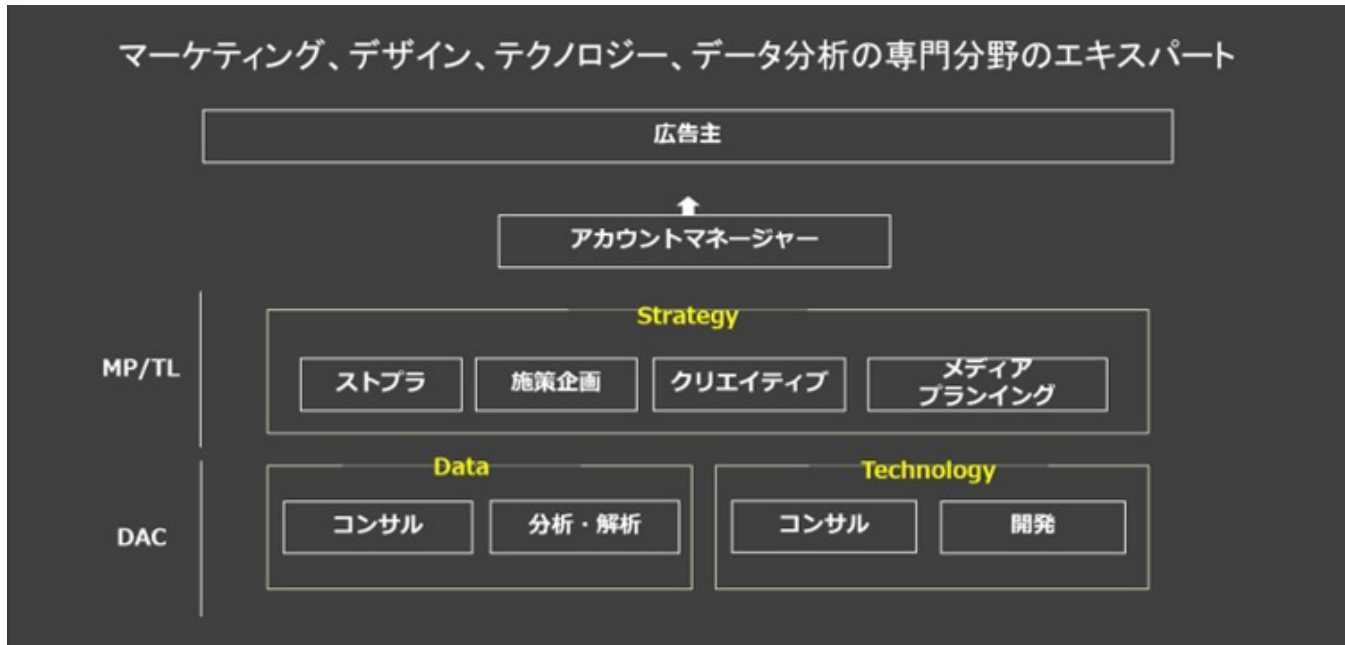 マーケティング、デザイン、テクノロジー、データ分析の専門分野のエキスパート
広告主
アカウントマネージャー
MP/TL
Strategy
ストプラ
施策企画
クリエイティブ
メディア
プランイング
DAC
Data
コンサル
分析・解析
Technology
コンサル
開発